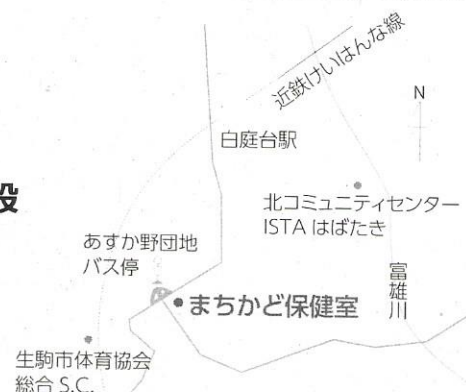 近鉄けいはんな線
N
白庭台駅
設
北コミュニティセンター
ISTA はばたき
あすか野団地
バス停
富雄川
まちかど保健室
生駒市体育協会
総合 S.C.